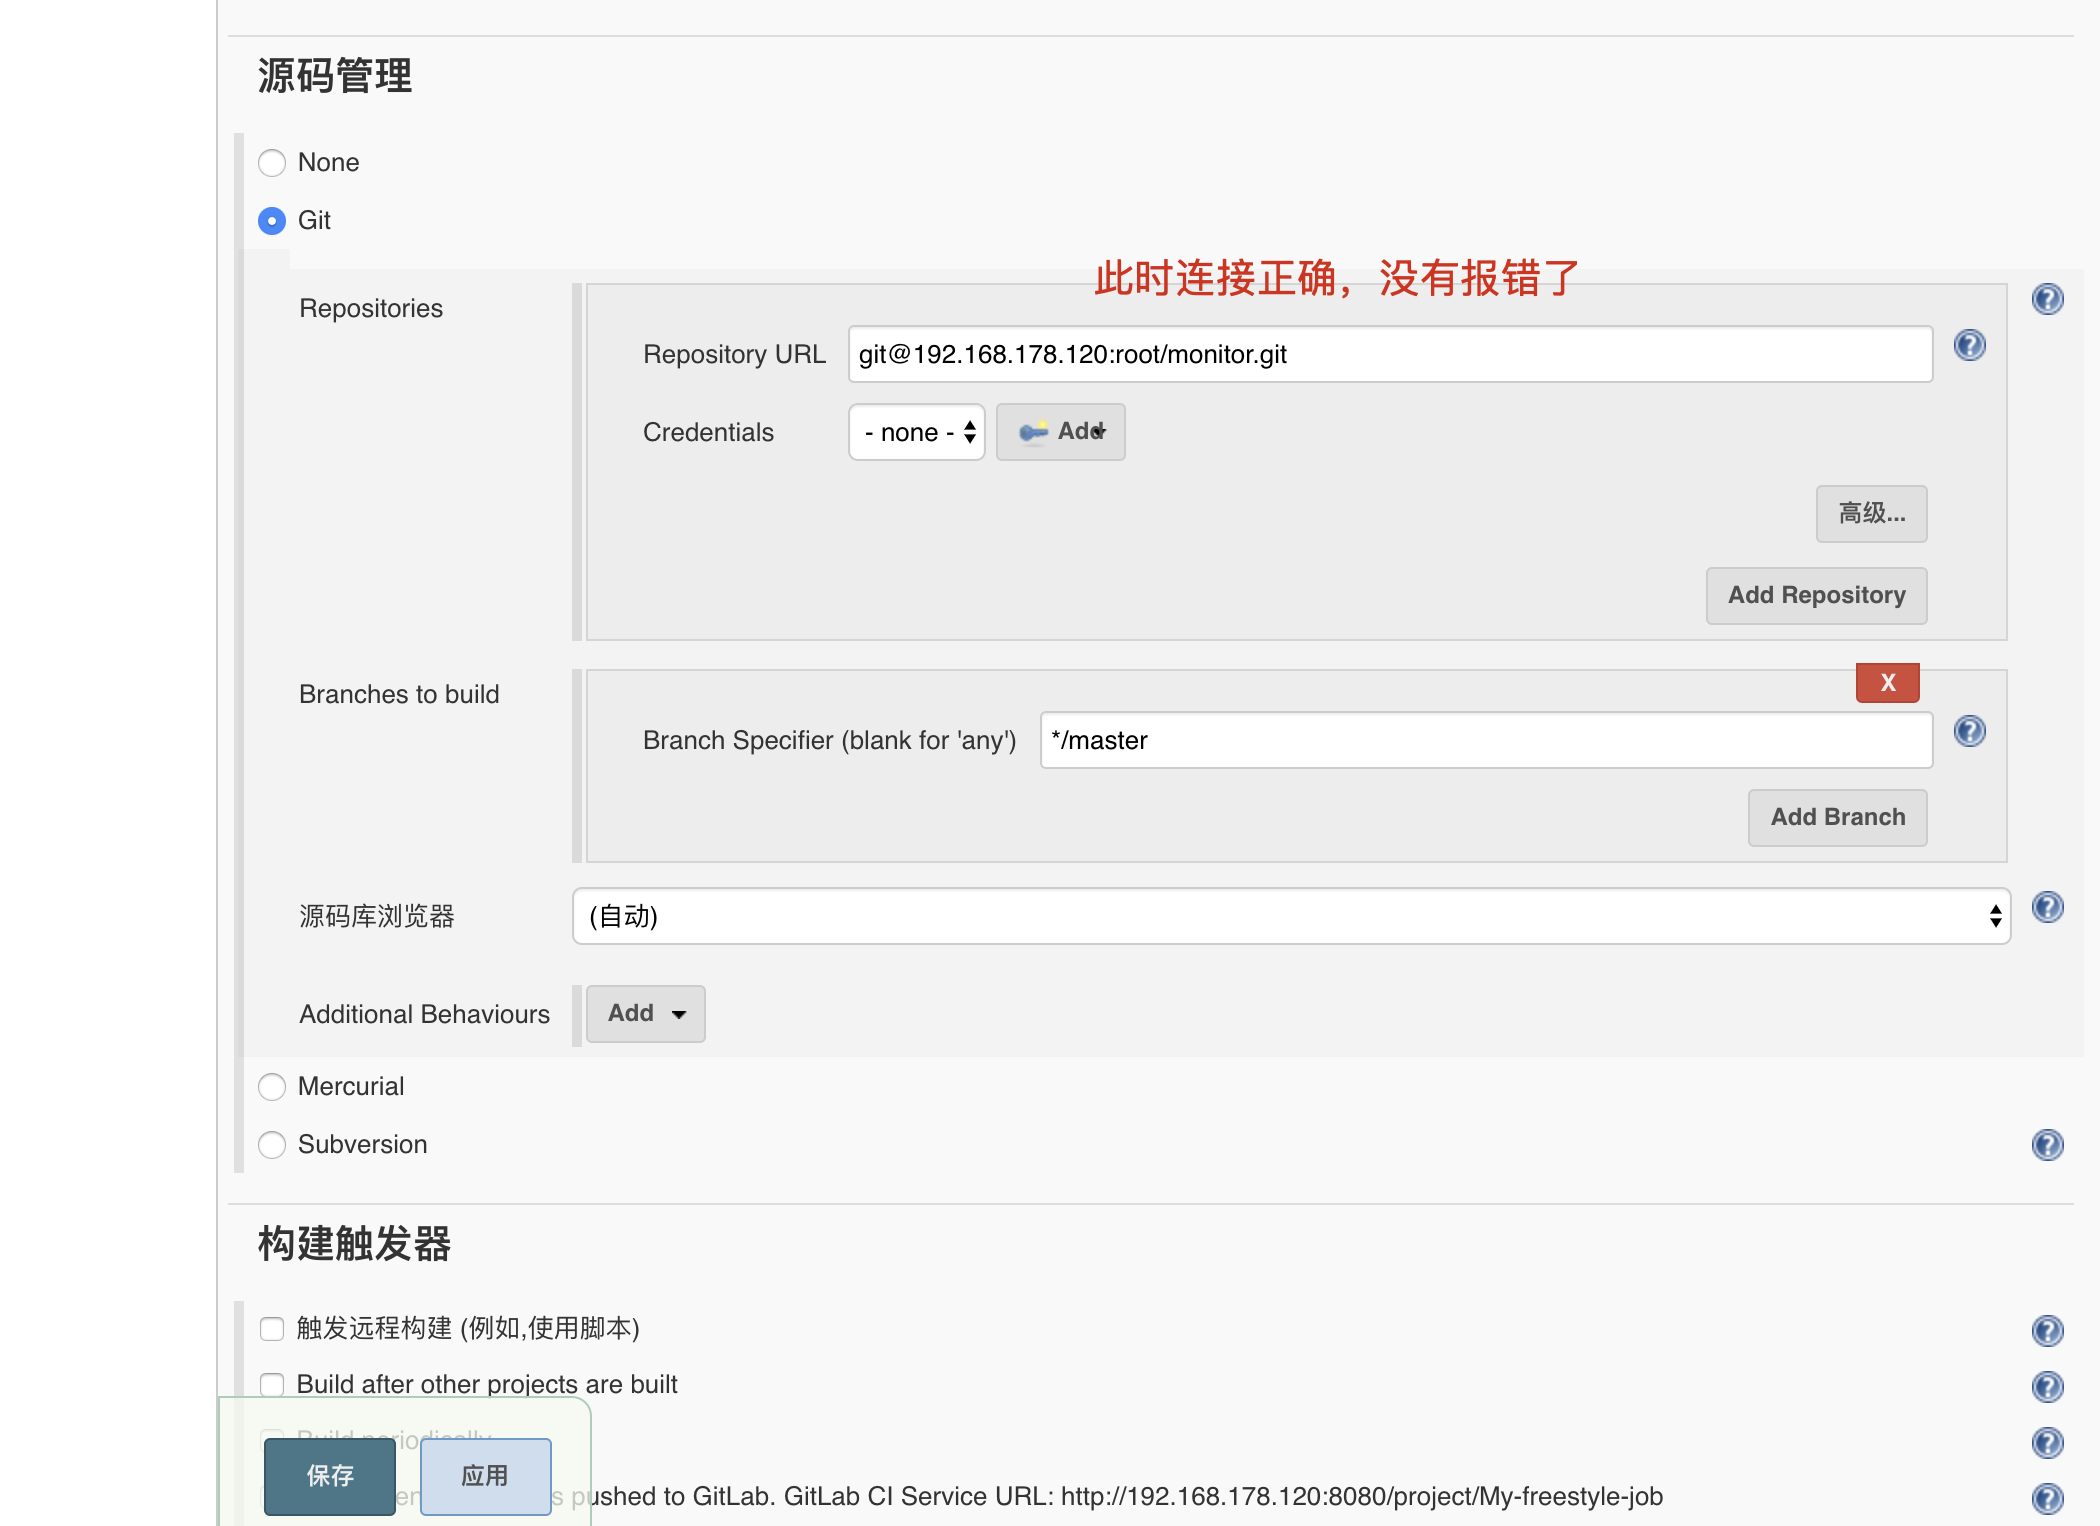 源码管理
None
Git
此时连接正确，没有报错了
Repositories
Repository URL git@192.168.178.120:root/monitor.git
Credentials - none - Add
高级...
Add Repository
Branches to build
X
Branch Specifier (blank for 'any') */master
Add Branch
源码库浏览器 (自动)
Additional Behaviours Add
Mercurial
Subversion
构建触发器
触发远程构建 (例如,使用脚本)
Build after other projects are built
Build periodically
保存 应用
pushed to GitLab. GitLab CI Service URL: http://192.168.178.120:8080/project/My-freestyle-job